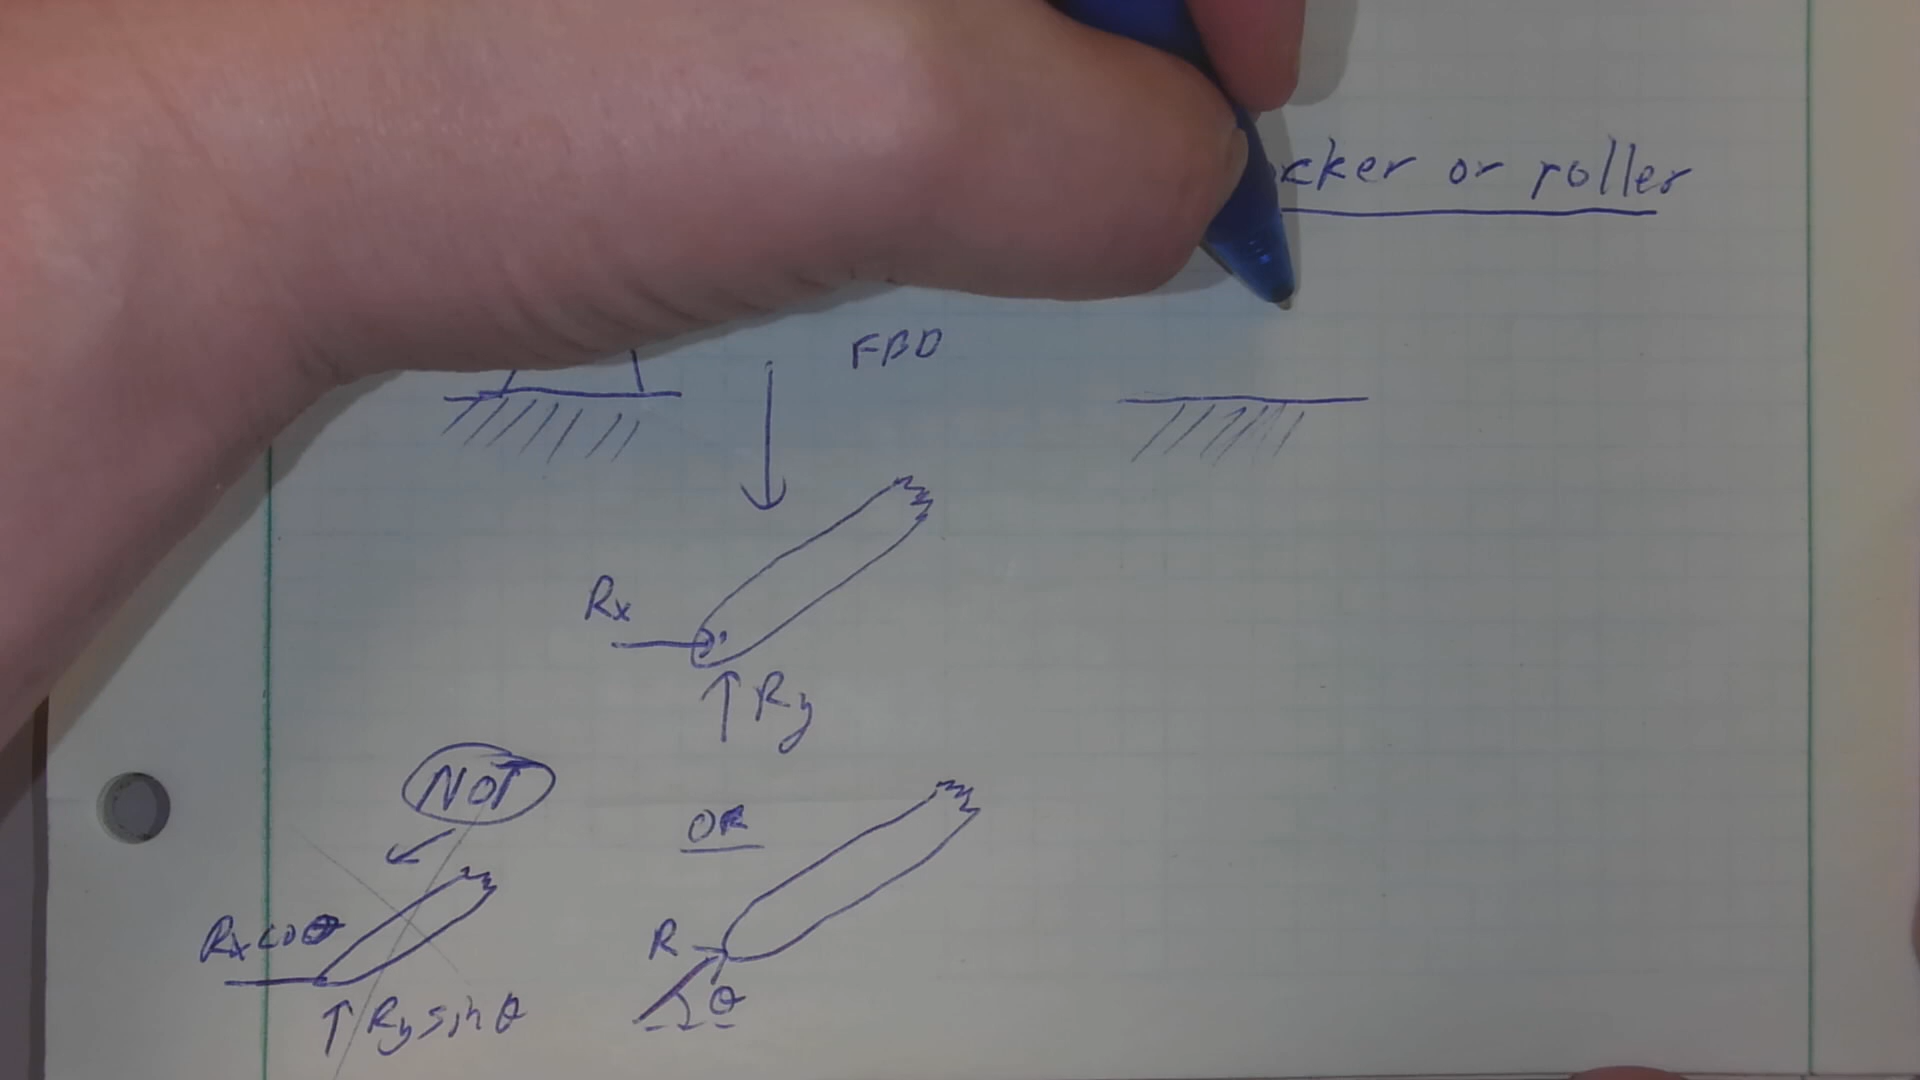 cker or roller
FBD
Rx
Ry
NOT
OR
Rx cos θ
R
θ
Ry sin θ